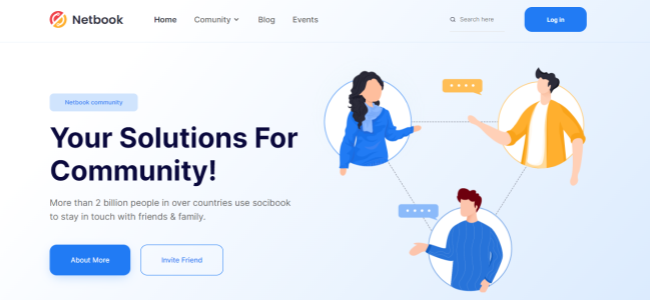 Netbook
Home
Comunity
Blog
Events
Search here
Log in
Netbook community
Your Solutions For
Community!
More than 2 billion people in over countries use socibook
to stay in touch with friends & family.
About More
Invite Friend